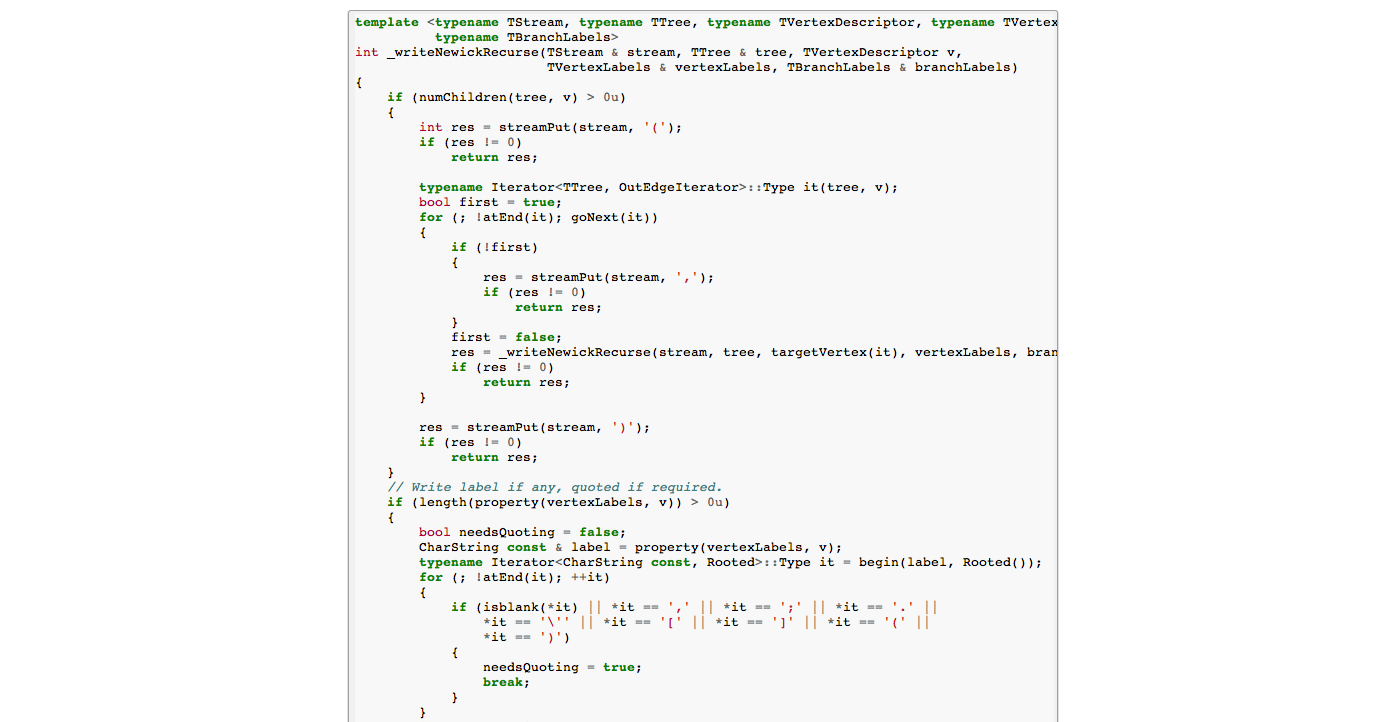 template <typename TStream, typename TTree, typename TVertexDescriptor, typename TVertex
          typename TBranchLabels>
int _writeNewickRecurse(TStream & stream, TTree & tree, TVertexDescriptor v,
                        TVertexLabels & vertexLabels, TBranchLabels & branchLabels)
{
    if (numChildren(tree, v) > 0u)
    {
        int res = streamPut(stream, '(');
        if (res != 0)
            return res;

        typename Iterator<TTree, OutEdgeIterator>::Type it(tree, v);
        bool first = true;
        for (; !atEnd(it); goNext(it))
        {
            if (!first)
            {
                res = streamPut(stream, ',');
                if (res != 0)
                    return res;
            }
            first = false;
            res = _writeNewickRecurse(stream, tree, targetVertex(it), vertexLabels, bran
            if (res != 0)
                return res;
        }

        res = streamPut(stream, ')');
        if (res != 0)
            return res;
    }
    // Write label if any, quoted if required.
    if (length(property(vertexLabels, v)) > 0u)
    {
        bool needsQuoting = false;
        CharString const & label = property(vertexLabels, v);
        typename Iterator<CharString const, Rooted>::Type it = begin(label, Rooted());
        for (; !atEnd(it); ++it)
        {
            if (isblank(*it) || *it == ',' || *it == ';' || *it == '.' ||
                *it == '\'' || *it == '[' || *it == ']' || *it == '(' ||
                *it == ')')
            {
                needsQuoting = true;
                break;
            }
        }